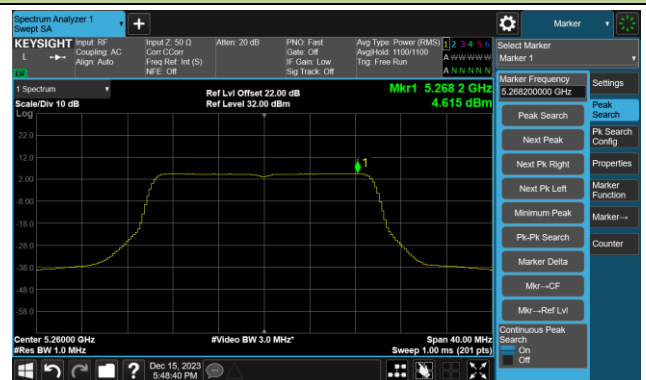 Spectrum Analyzer 1
Swept SA
+
Marker
KEYSIGHT
L
LW
Input: RF
Coupling: AC
Align: Auto
Input Z: 50 Ω
Corr CCorr
Freq Ref: Int (S)
NFE: Off
Atten: 20 dB
PNO: Fast
Gate: Off
IF Gain: Low
Sig Track: Off
Avg Type: Power (RMS)
Avg|Hold: 1100/1100
Trig: Free Run
1 2 3 4 5 6
A W W W W W
A N N N N N
Select Marker
Marker 1
1 Spectrum
Scale/Div 10 dB
Log
Ref Lvl Offset 22.00 dB
Ref Level 32.00 dBm
Mkr1 5.268 2 GHz
4.615 dBm
22.0
12.0
2.00
-8.00
-18.0
-28.0
-38.0
-48.0
-58.0
1
Center 5.26000 GHz
#Res BW 1.0 MHz
#Video BW 3.0 MHz*
Span 40.00 MHz
Sweep 1.00 ms (201 pts)
Marker Frequency
5.268200000 GHz
Peak Search
Next Peak
Next Pk Right
Next Pk Left
Minimum Peak
Pk-Pk Search
Marker Delta
Mkr→CF
Mkr→Ref Lvl
Continuous Peak
Search
On
Off
Settings
Peak
Search
Pk Search
Config
Properties
Marker
Function
Marker→
Counter
?
Dec 15, 2023
5:48:40 PM